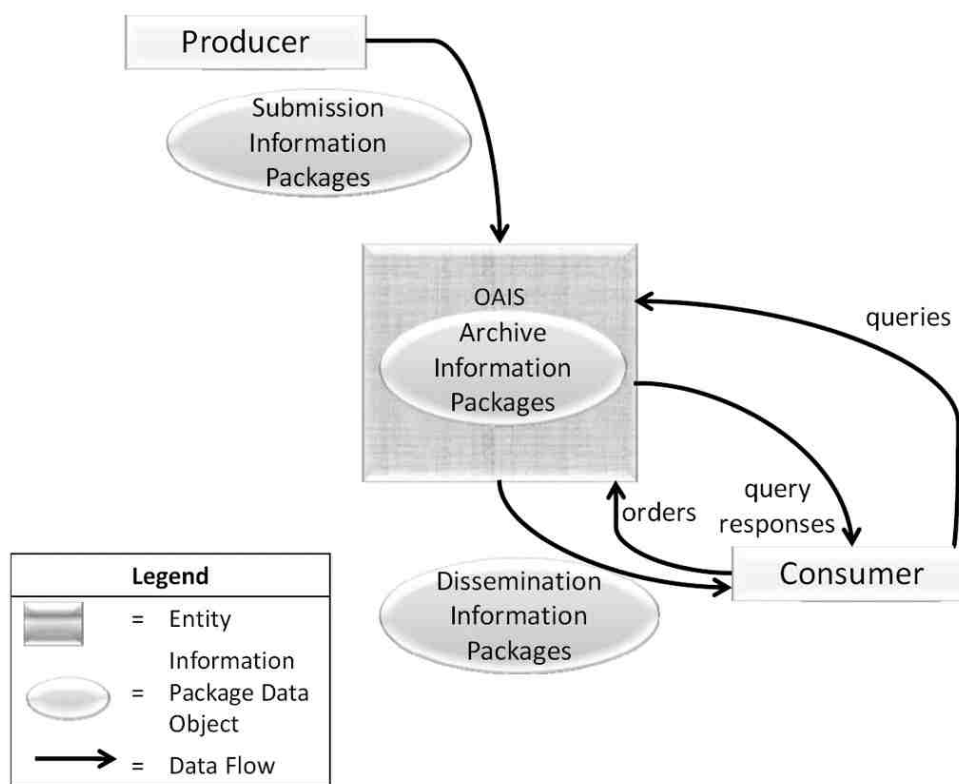 Producer
Submission
Information
Packages
OAIS
Archive
Information
Packages
queries
query
responses
orders
Consumer
Dissemination
Information
Packages
Legend
= Entity
Information
= Package Data
Object
= Data Flow